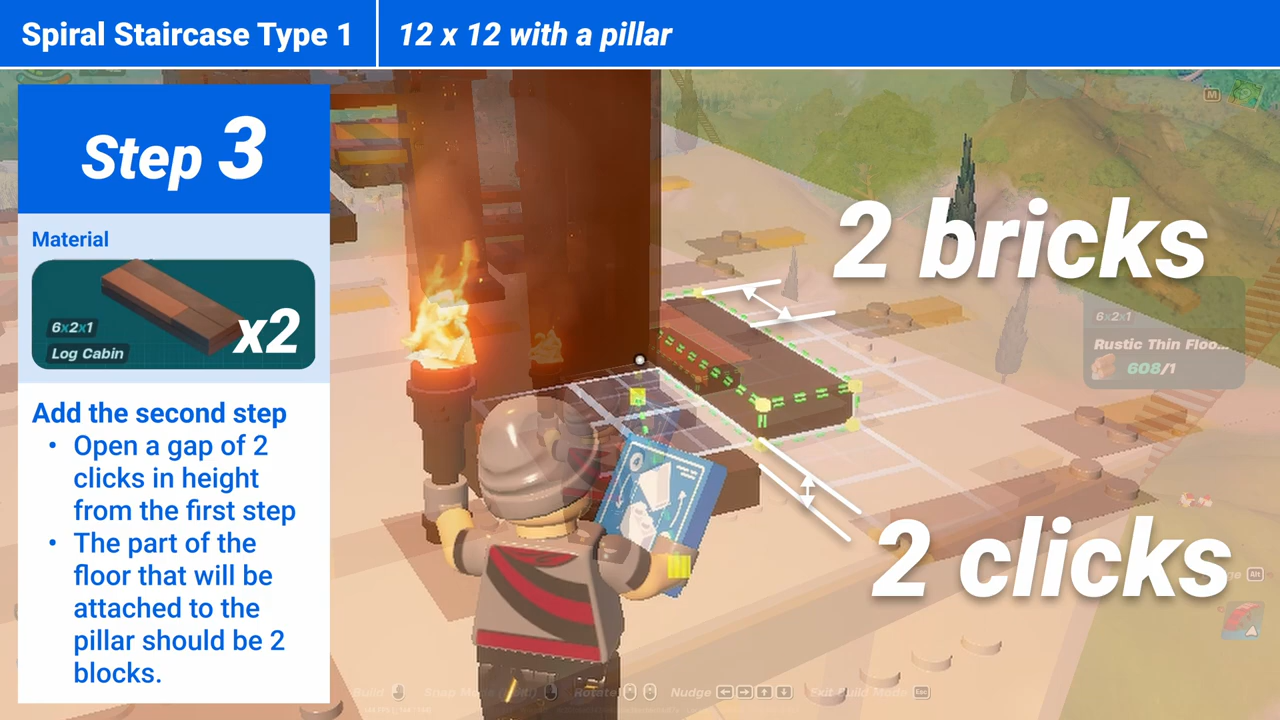 Spiral Staircase Type 1
12 x 12 with a pillar
Step 3
Material
6x2x1
Log Cabin
x2
Add the second step
• Open a gap of 2
clicks in height
from the first step
• The part of the
floor that will be
attached to the
pillar should be 2
blocks.
2 bricks
M
6x2x1
Rustic Thin Floo...
608/1
2 clicks
Alt
Build
Rotate
Nudge
Exit Build Mode
Esc